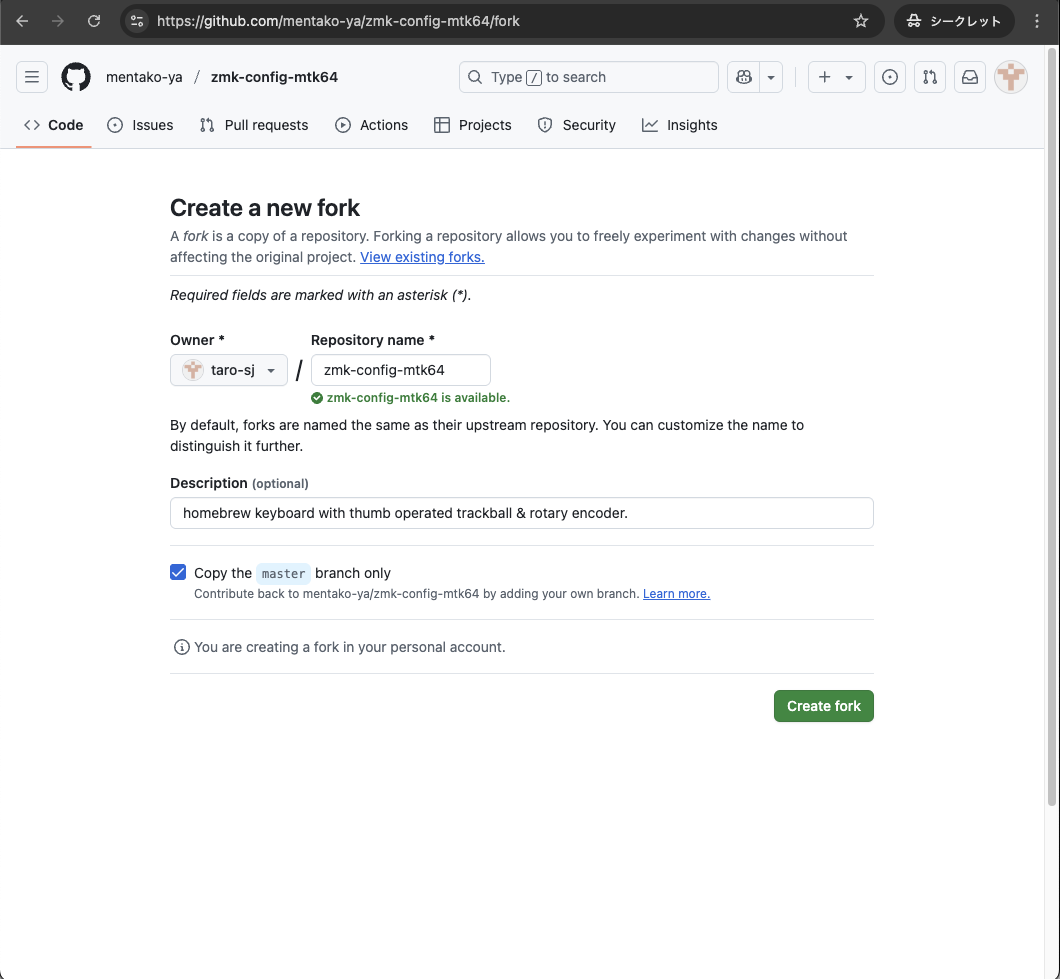 https://github.com/mentako-ya/zmk-config-mtk64/fork
シークレット
mentako-ya / zmk-config-mtk64
Type / to search
Code
Issues
Pull requests
Actions
Projects
Security
Insights
Create a new fork
A fork is a copy of a repository. Forking a repository allows you to freely experiment with changes without
affecting the original project. View existing forks.
Required fields are marked with an asterisk (*).
Owner *
Repository name *
taro-sj
/
zmk-config-mtk64
zmk-config-mtk64 is available.
By default, forks are named the same as their upstream repository. You can customize the name to
distinguish it further.
Description (optional)
homebrew keyboard with thumb operated trackball & rotary encoder.
Copy the master branch only
Contribute back to mentako-ya/zmk-config-mtk64 by adding your own branch. Learn more.
You are creating a fork in your personal account.
Create fork